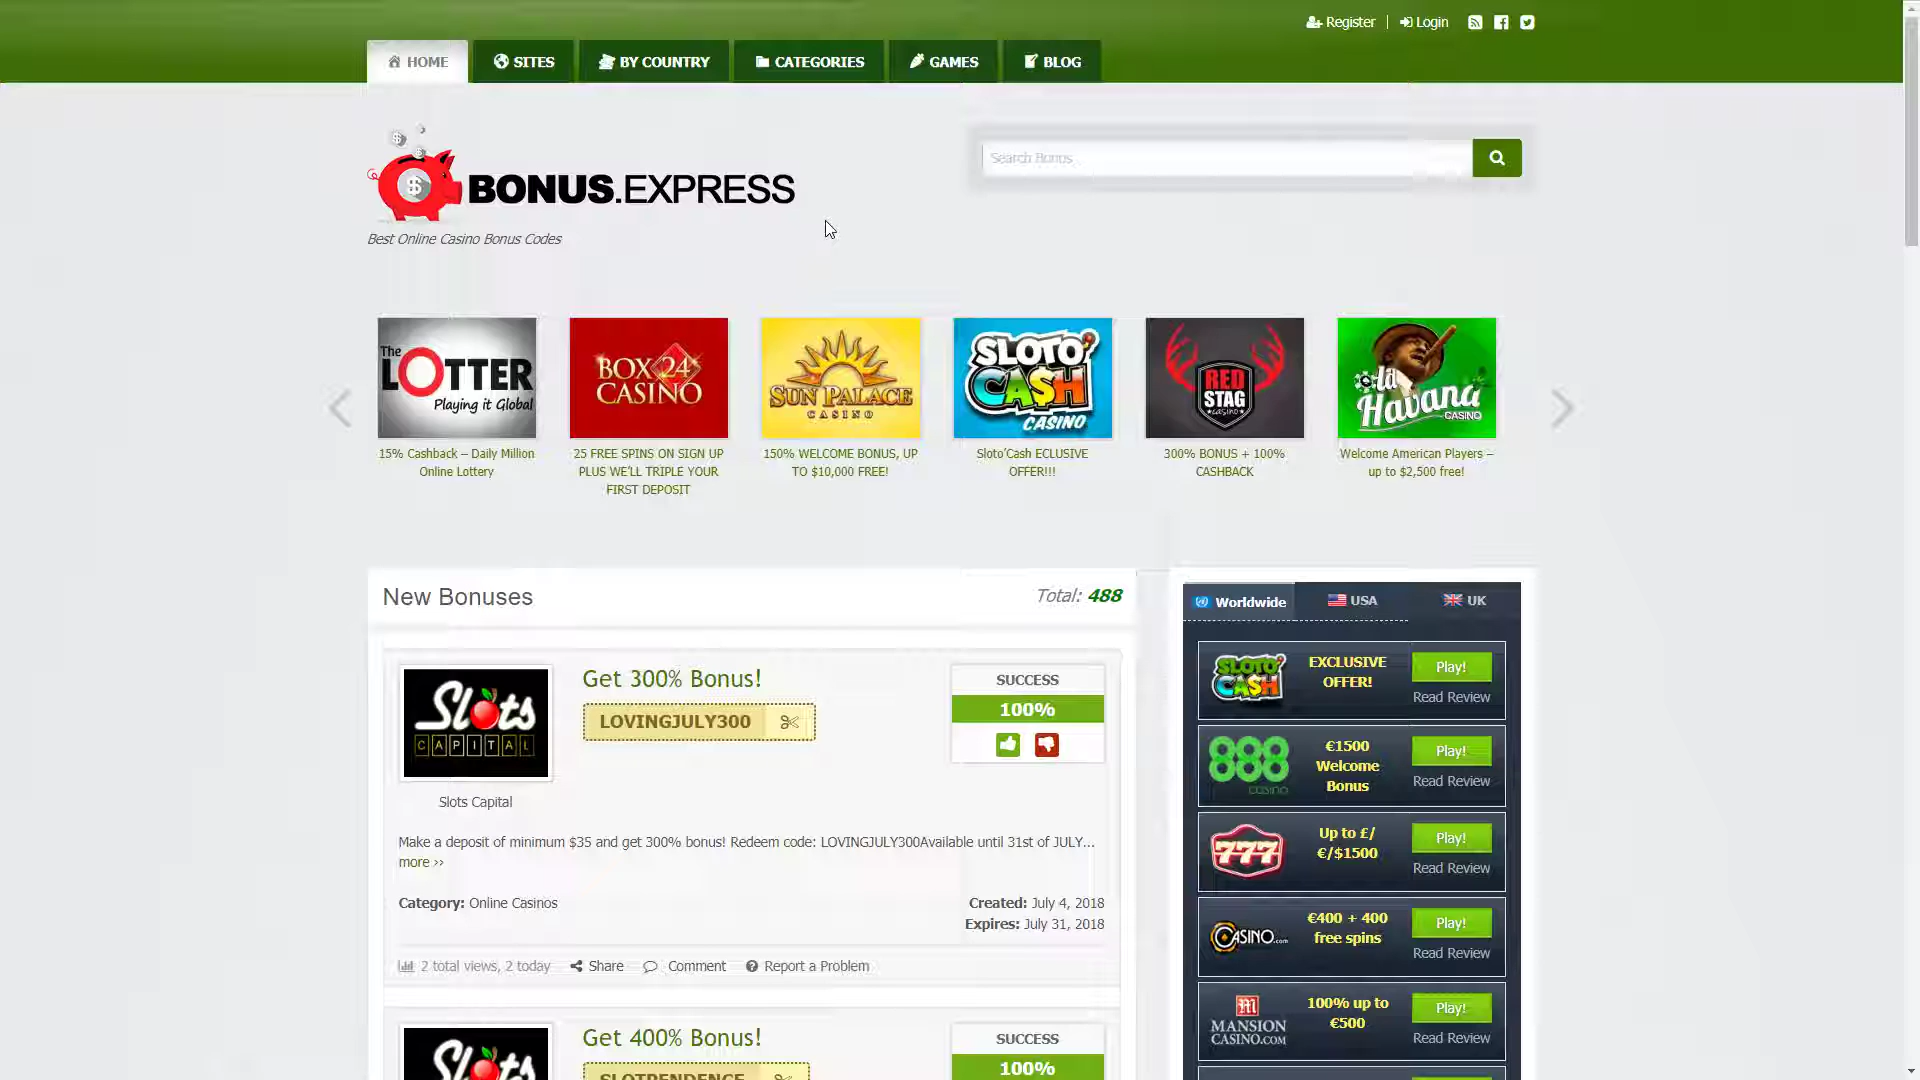 Register | Login
HOME SITES BY COUNTRY CATEGORIES GAMES BLOG
BONUS.EXPRESS
Best Online Casino Bonus Codes
Search Bonus
The LOTTER Playing it Global
BOX 24 CASINO
SUN PALACE CASINO
SLOTO' CASH CASINO
RED STAG casino
old Havana CASINO
15% Cashback – Daily Million
Online Lottery
25 FREE SPINS ON SIGN UP
PLUS WE'LL TRIPLE YOUR
FIRST DEPOSIT
150% WELCOME BONUS, UP
TO $10,000 FREE!
Sloto'Cash ECLUSIVE
OFFER!!!
300% BONUS + 100%
CASHBACK
Welcome American Players –
up to $2,500 free!
New Bonuses
Total: 488
Slots CAPITAL
Slots Capital
Get 300% Bonus!
LOVINGJULY300
SUCCESS
100%
Make a deposit of minimum $35 and get 300% bonus! Redeem code: LOVINGJULY300Available until 31st of JULY...
more ››
Category: Online Casinos
Created: July 4, 2018
Expires: July 31, 2018
2 total views, 2 today Share Comment Report a Problem
Slots
Get 400% Bonus!
SLOTPENDENCE
SUCCESS
100%
Worldwide USA UK
SLOTO' CASH
EXCLUSIVE
OFFER!
Play!
Read Review
888 casino
€1500
Welcome
Bonus
Play!
Read Review
777
Up to £/
€/$1500
Play!
Read Review
CASINO.com
€400 + 400
free spins
Play!
Read Review
M
MANSION
CASINO.COM
100% up to
€500
Play!
Read Review